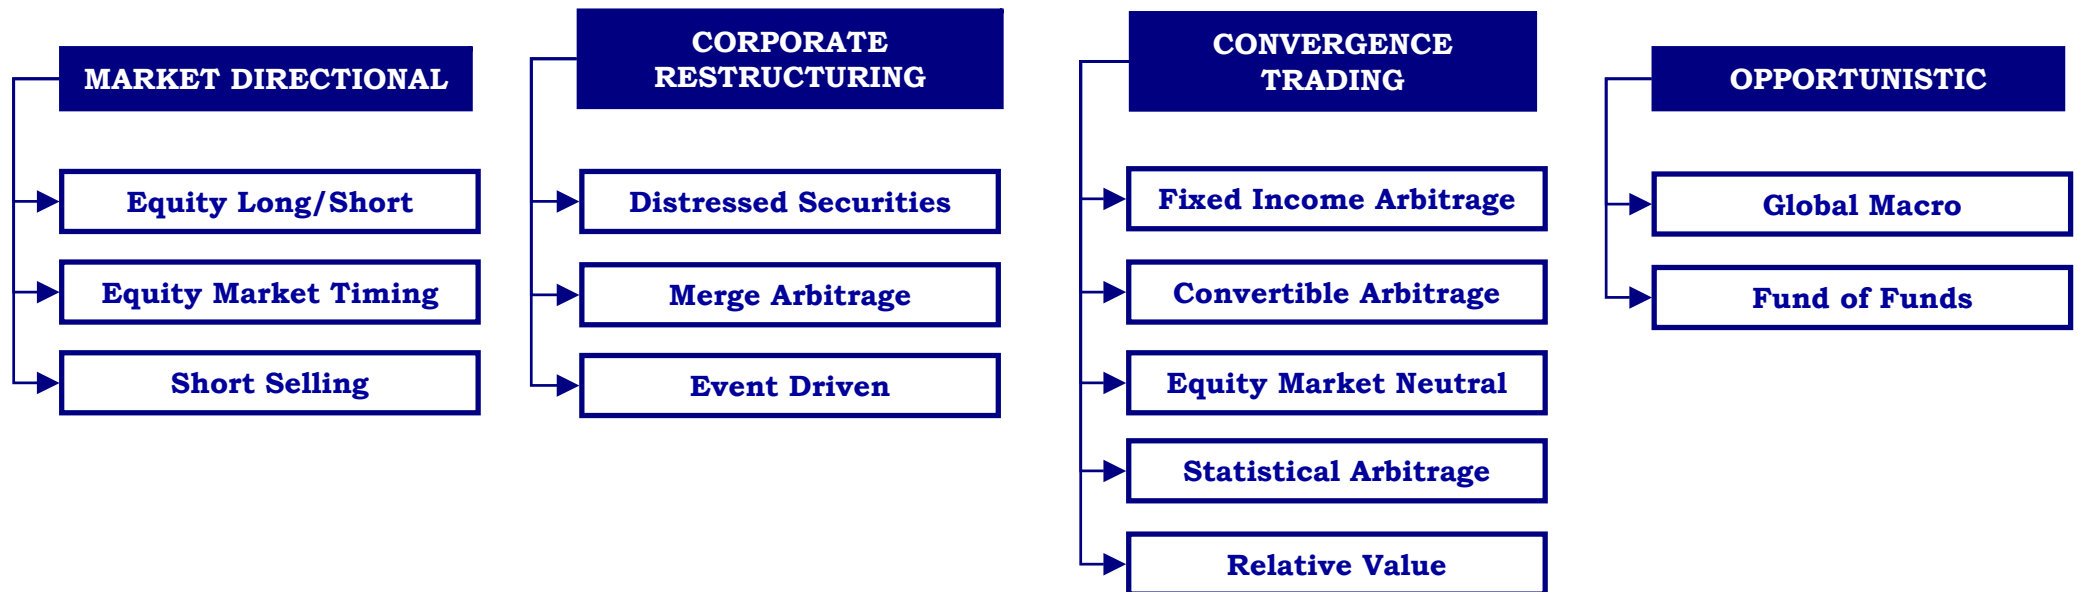 MARKET DIRECTIONAL
Equity Long/Short
Equity Market Timing
Short Selling
CORPORATE
RESTRUCTURING
Distressed Securities
Merge Arbitrage
Event Driven
CONVERGENCE
TRADING
Fixed Income Arbitrage
Convertible Arbitrage
Equity Market Neutral
Statistical Arbitrage
Relative Value
OPPORTUNISTIC
Global Macro
Fund of Funds